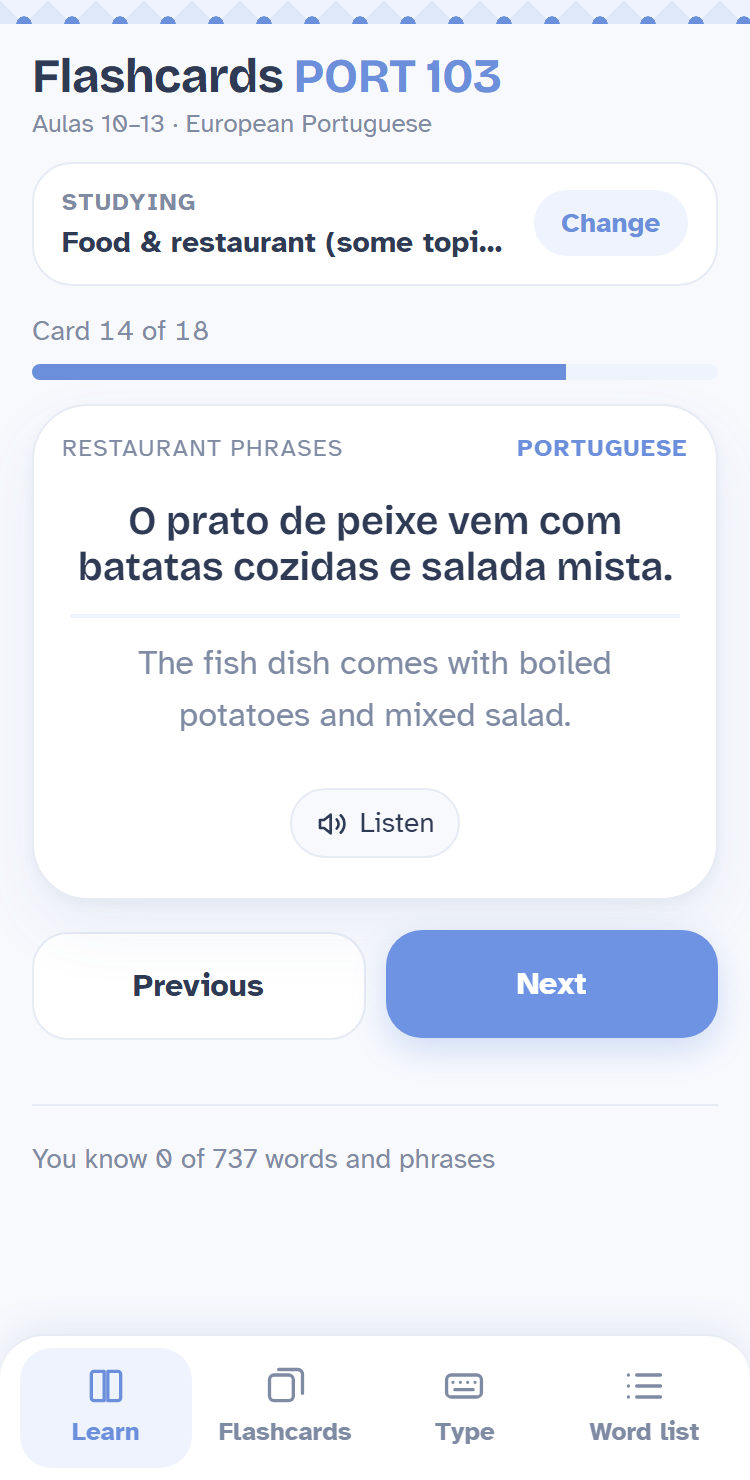 Flashcards PORT 103
Aulas 10–13 · European Portuguese
STUDYING
Food & restaurant (some topi...
Change
Card 14 of 18
RESTAURANT PHRASES
PORTUGUESE
O prato de peixe vem com
batatas cozidas e salada mista.
The fish dish comes with boiled
potatoes and mixed salad.
Listen
Previous
Next
You know 0 of 737 words and phrases
Learn
Flashcards
Type
Word list